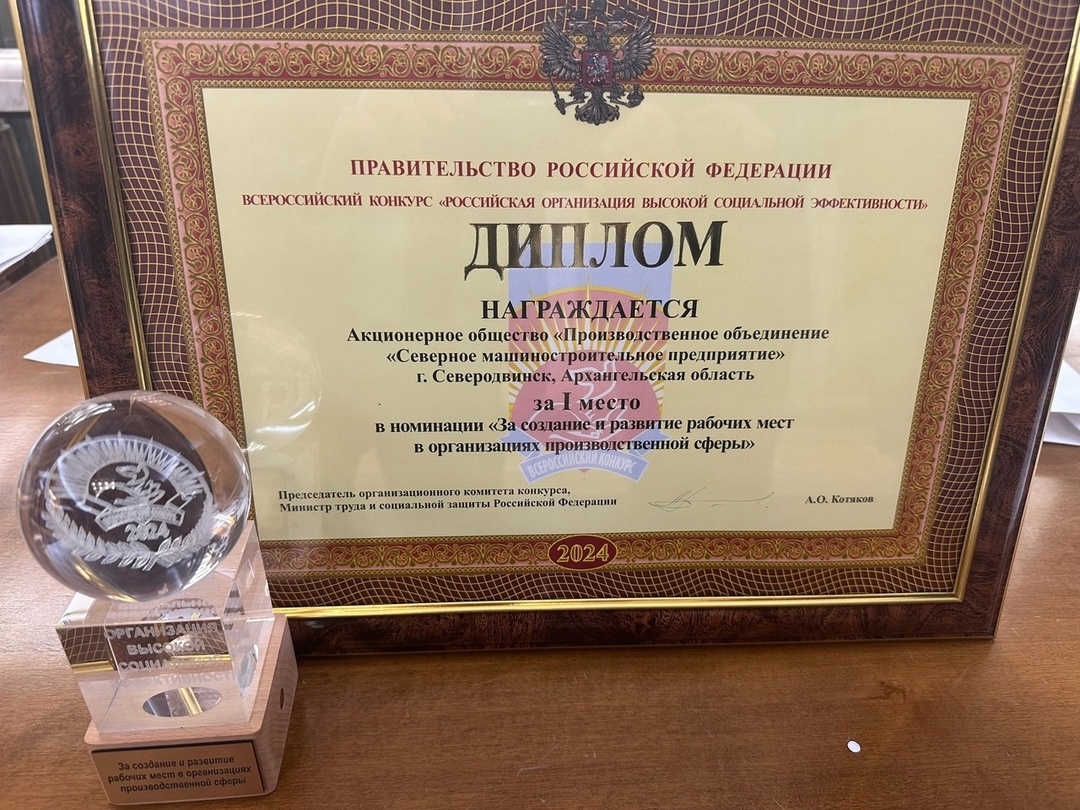 ПРАВИТЕЛЬСТВО РОССИЙСКОЙ ФЕДЕРАЦИИ
ВСЕРОССИЙСКИЙ КОНКУРС «РОССИЙСКАЯ ОРГАНИЗАЦИЯ ВЫСОКОЙ СОЦИАЛЬНОЙ ЭФФЕКТИВНОСТИ»
ДИПЛОМ
НАГРАЖДАЕТСЯ
Акционерное общество «Производственное объединение
«Северное машиностроительное предприятие»
г. Северодвинск, Архангельская область
за I место
в номинации «За создание и развитие рабочих мест
в организациях производственной сферы»
ВСЕРОССИЙСКИЙ КОНКУРС
Председатель организационного комитета конкурса,
Министр труда и социальной защиты Российской Федерации
А.О. Котяков
2024
2024
ОРГАНИЗАЦИЯ
ВЫСОКОЙ
За создание и развитие
рабочих мест в организациях
производственной сферы